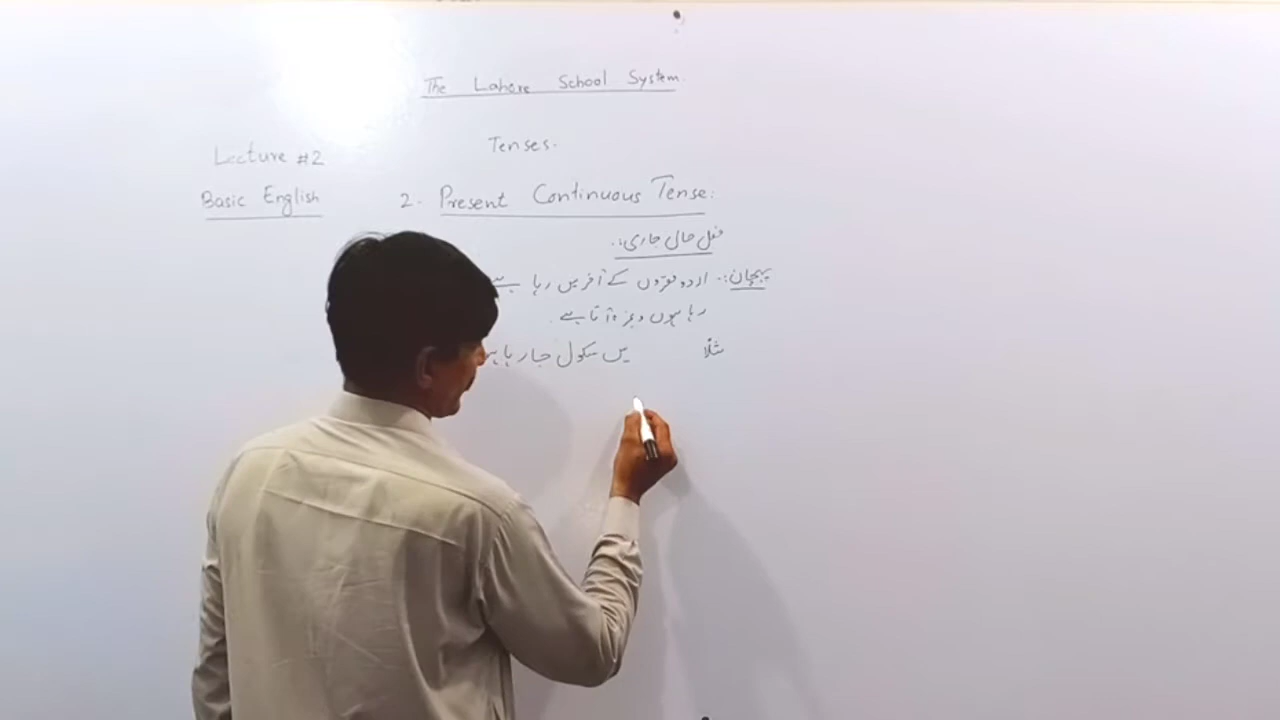 The Lahore School System.
Tenses.
Lecture #2
Basic English
2. Present Continuous Tense:
فعل حال جاری:.
پہچان:. اردو فقروں کے آخر میں رہا ہے
رہا ہوں وغیرہ آتا ہے.
مثلاً میں سکول جا رہا